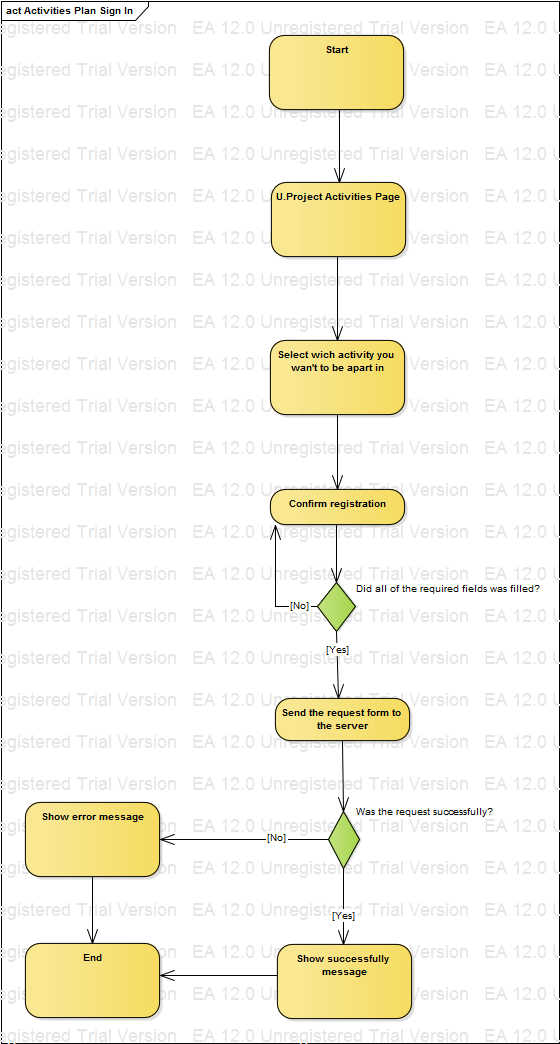 act Activities Plan Sign In
Start
U.Project Activities Page
Select wich activity you
wan't to be apart in
Confirm registration
Did all of the required fields was filled?
[No]
[Yes]
Send the request form to
the server
Was the request successfully?
Show error message
[No]
[Yes]
End
Show successfully
message
EA 12.0 Unregistered Trial Version